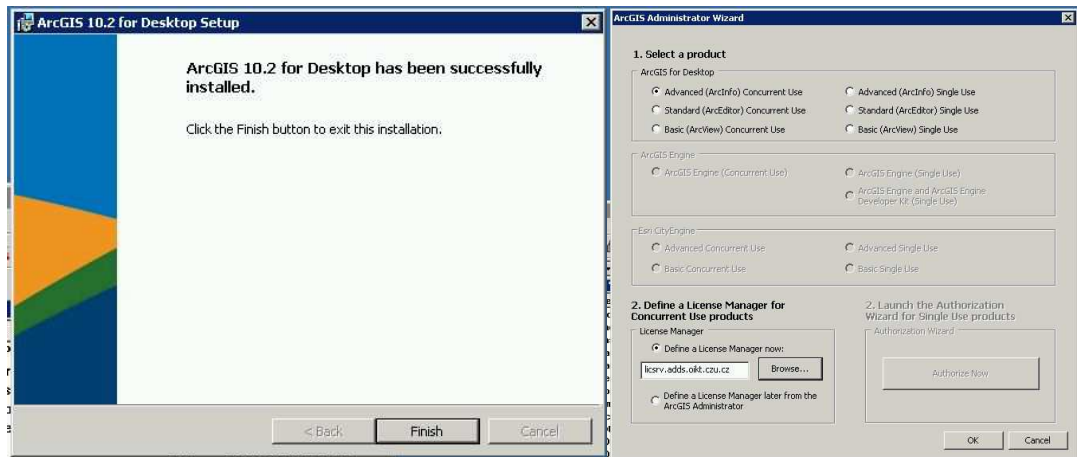 ArcGIS 10.2 for Desktop Setup
ArcGIS 10.2 for Desktop has been successfully
installed.
Click the Finish button to exit this installation.
< Back
Finish
Cancel
ArcGIS Administrator Wizard
1. Select a product
ArcGIS for Desktop
Advanced (ArcInfo) Concurrent Use
Advanced (ArcInfo) Single Use
Standard (ArcEditor) Concurrent Use
Standard (ArcEditor) Single Use
Basic (ArcView) Concurrent Use
Basic (ArcView) Single Use
ArcGIS Engine
ArcGIS Engine (Concurrent Use)
ArcGIS Engine (Single Use)
ArcGIS Engine and ArcGIS Engine
Developer Kit (Single Use)
Esri CityEngine
Advanced Concurrent Use
Advanced Single Use
Basic Concurrent Use
Basic Single Use
2. Define a License Manager for
Concurrent Use products
License Manager
Define a License Manager now:
licsrv.adds.oikt.czu.cz
Browse...
Define a License Manager later from the
ArcGIS Administrator
2. Launch the Authorization
Wizard for Single Use products
Authorization Wizard
Authorize Now
OK
Cancel